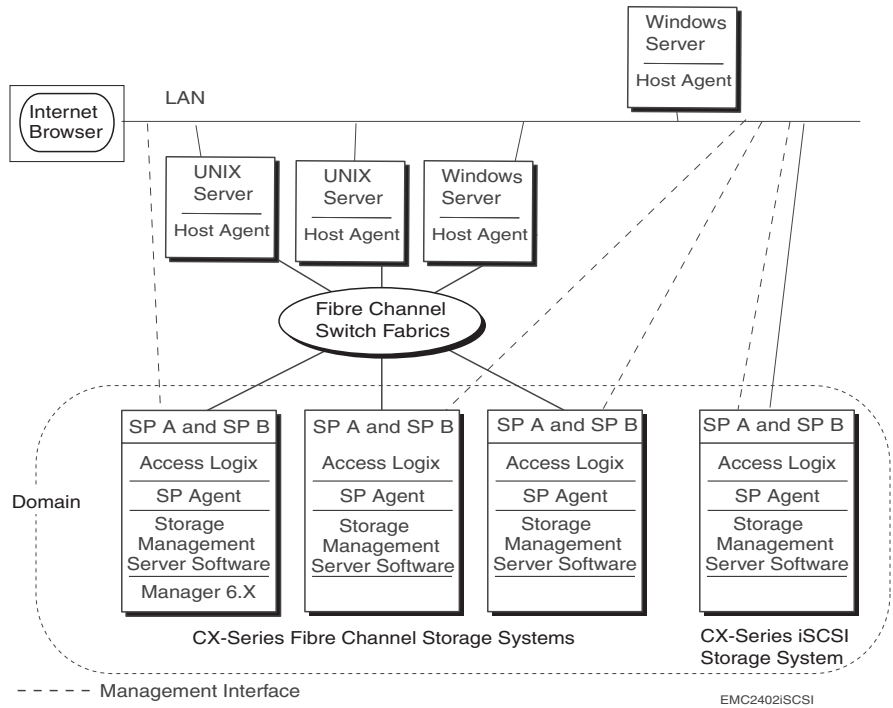 Windows
Server
Host Agent
LAN
Internet
Browser
UNIX
Server
Host Agent
UNIX
Server
Host Agent
Windows
Server
Host Agent
Fibre Channel
Switch Fabrics
Domain
SP A and SP B
Access Logix
SP Agent
Storage
Management
Server Software
Manager 6.X
SP A and SP B
Access Logix
SP Agent
Storage
Management
Server Software
SP A and SP B
Access Logix
SP Agent
Storage
Management
Server Software
SP A and SP B
Access Logix
SP Agent
Storage
Management
Server Software
CX-Series Fibre Channel Storage Systems
CX-Series iSCSI
Storage System
Management Interface
EMC2402iSCSI